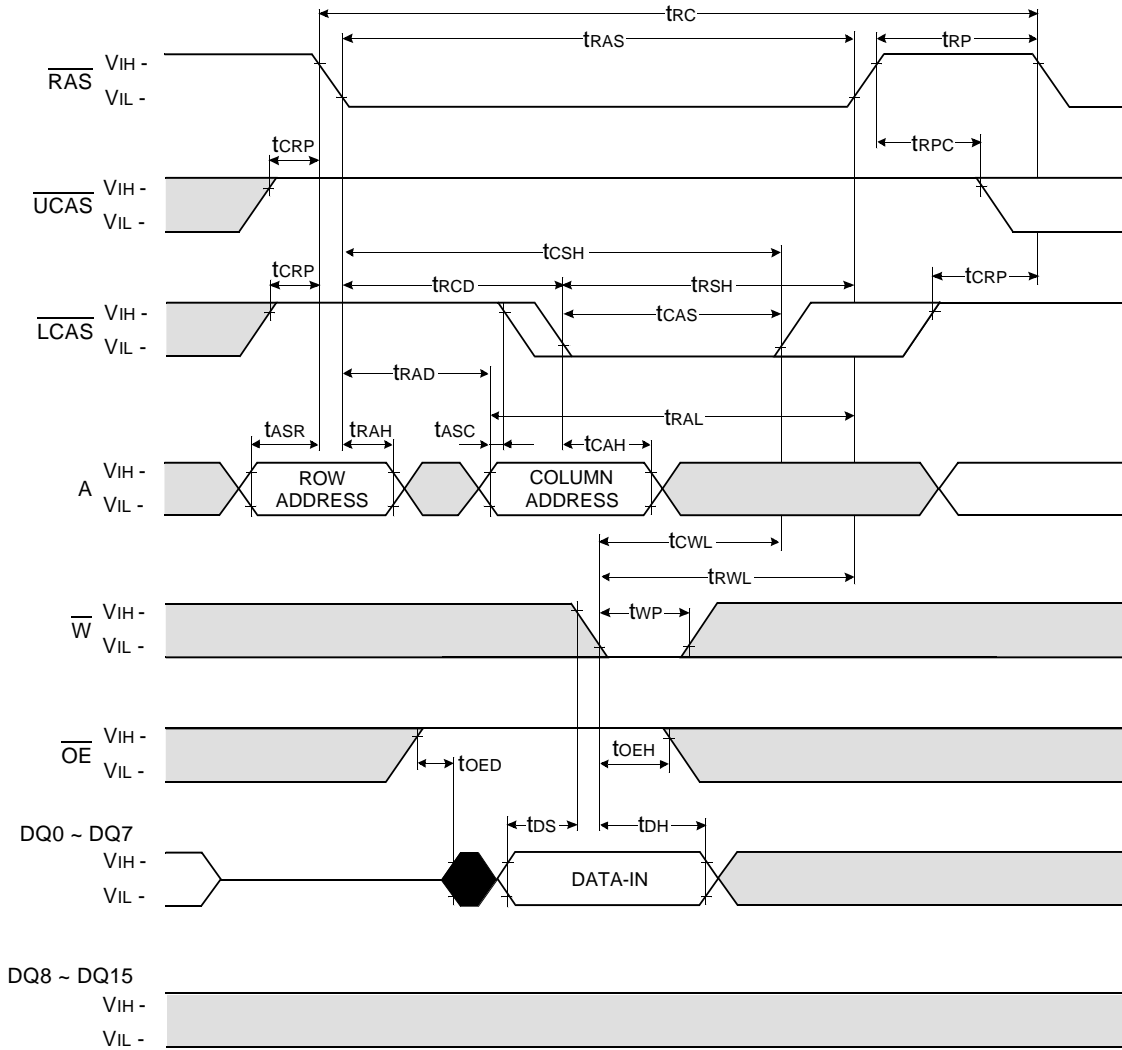 tRC
tRAS
tRP
RAS
VIH -
VIL -
tCRP
tRPC
UCAS
VIH -
VIL -
tCSH
tCRP
tRCD
tRSH
tCRP
LCAS
VIH -
VIL -
tCAS
tRAD
tRAL
tASR
tRAH
tASC
tCAH
A
VIH -
VIL -
ROW
ADDRESS
COLUMN
ADDRESS
tCWL
tRWL
W
VIH -
VIL -
tWP
OE
VIH -
VIL -
tOED
tOEH
tDS
tDH
DQ0 ~ DQ7
VIH -
VIL -
DATA-IN
DQ8 ~ DQ15
VIH -
VIL -